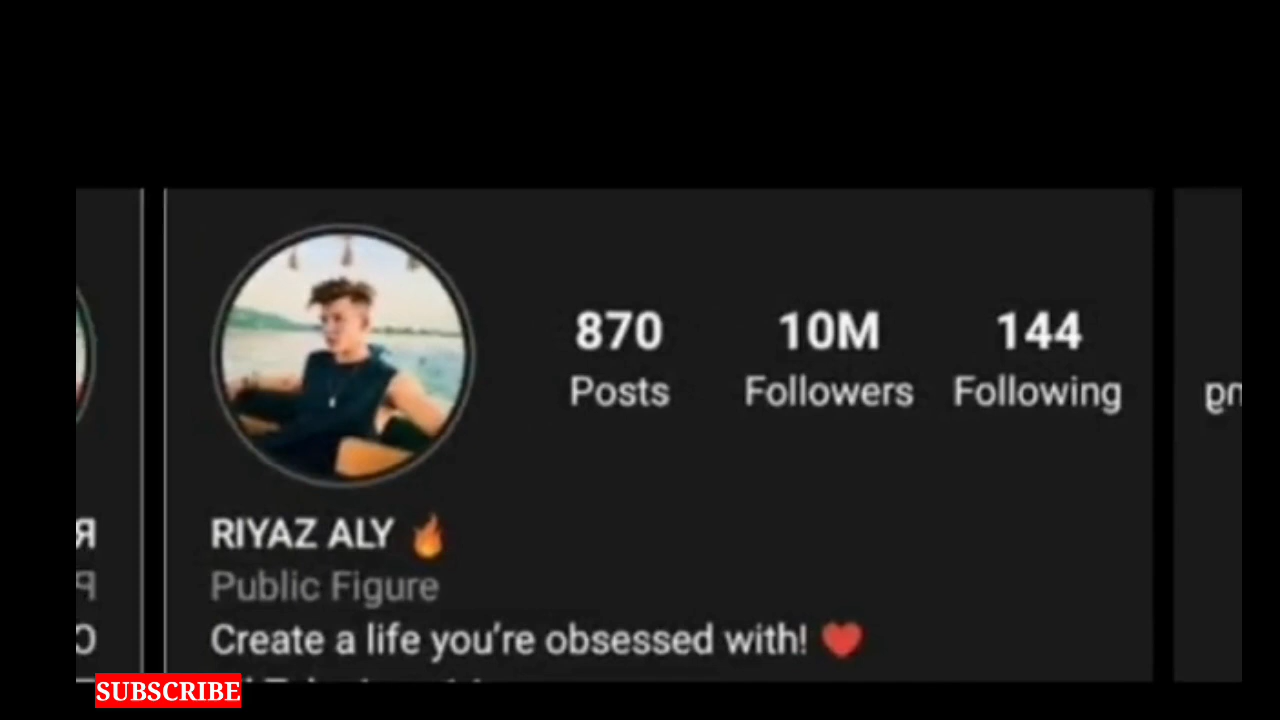 870 10M 144
Posts Followers Following
RIYAZ ALY 🔥
Public Figure
Create a life you’re obsessed with! ❤️
SUBSCRIBE